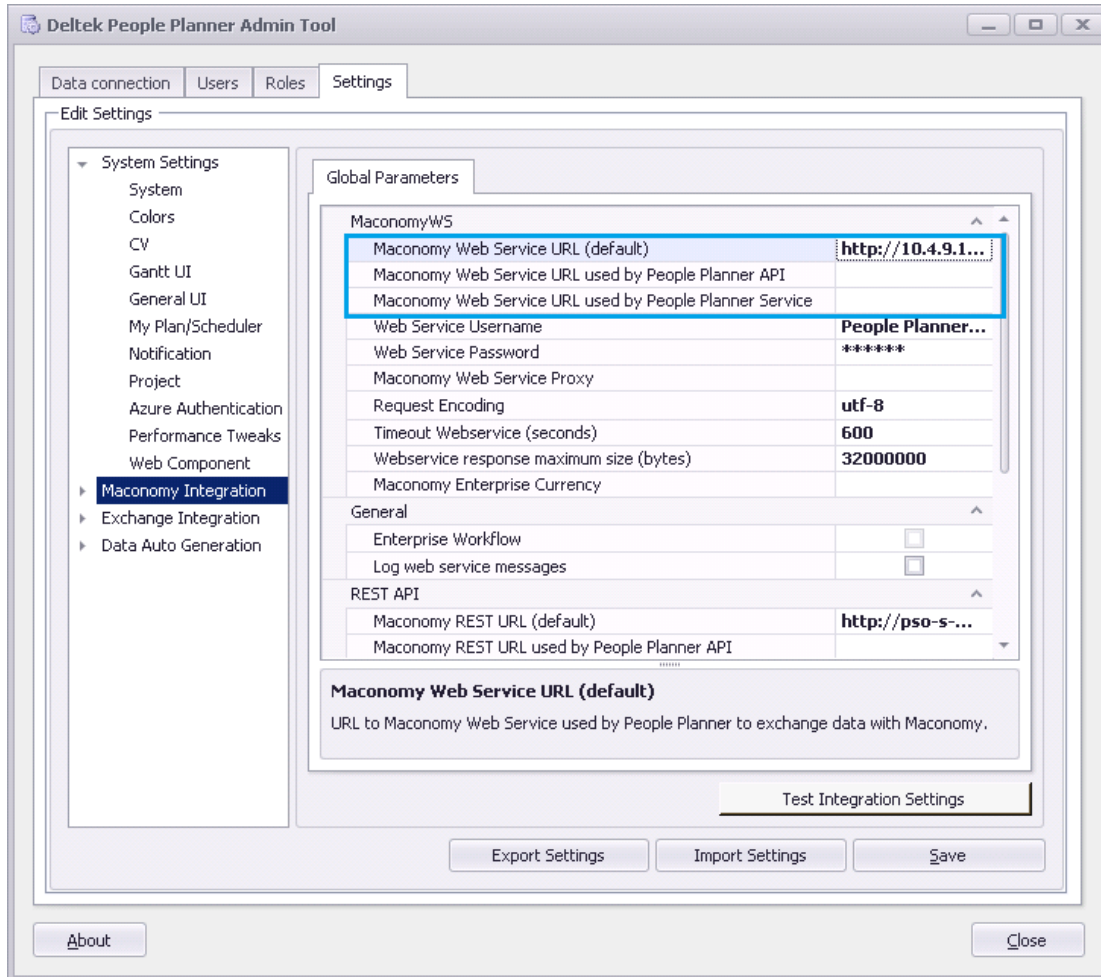 Deltek People Planner Admin Tool
Data connection Users Roles Settings
Edit Settings
System Settings
System
Colors
CV
Gantt UI
General UI
My Plan/Scheduler
Notification
Project
Azure Authentication
Performance Tweaks
Web Component
Maconomy Integration
Exchange Integration
Data Auto Generation
Global Parameters
MaconomyWS
Maconomy Web Service URL (default) http://10.4.9.1...
Maconomy Web Service URL used by People Planner API
Maconomy Web Service URL used by People Planner Service
Web Service Username People Planner...
Web Service Password ******
Maconomy Web Service Proxy
Request Encoding utf-8
Timeout Webservice (seconds) 600
Webservice response maximum size (bytes) 32000000
Maconomy Enterprise Currency
General
Enterprise Workflow
Log web service messages
REST API
Maconomy REST URL (default) http://pso-s-...
Maconomy REST URL used by People Planner API
Maconomy Web Service URL (default)
URL to Maconomy Web Service used by People Planner to exchange data with Maconomy.
Test Integration Settings
Export Settings Import Settings Save
About Close